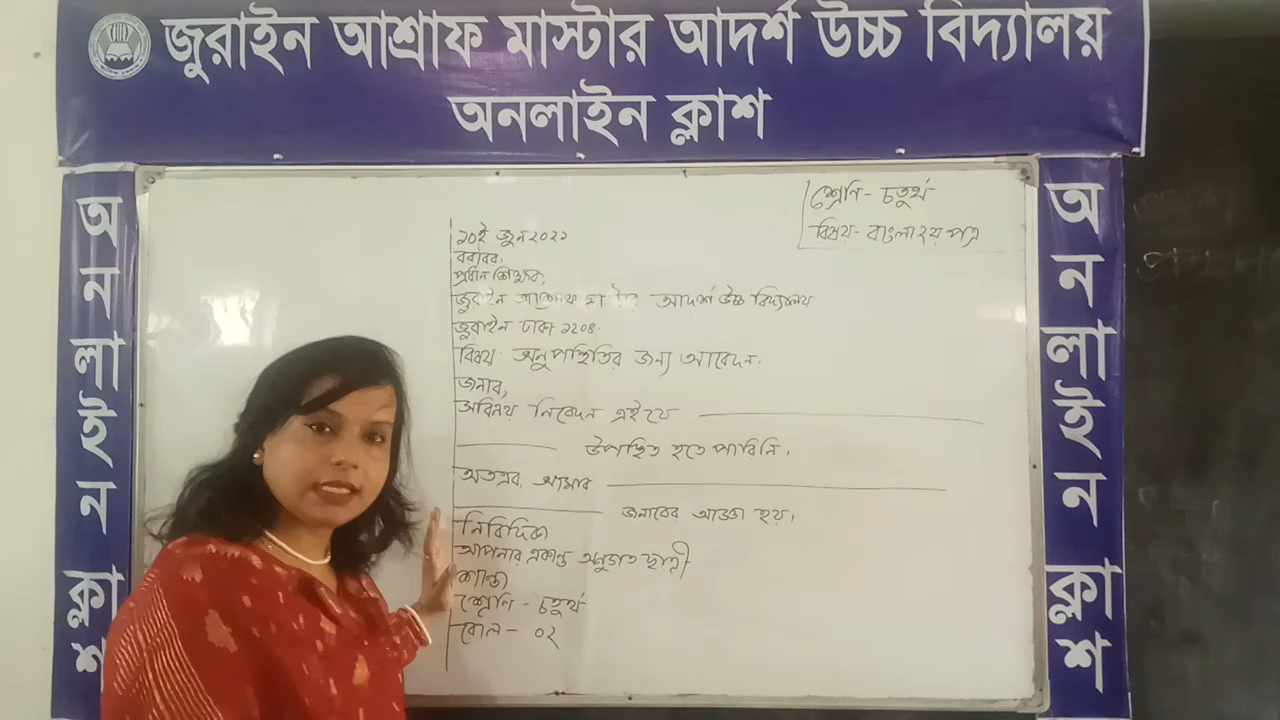 জুরাইন আশ্রাফ মাস্টার আদর্শ উচ্চ বিদ্যালয়
অনলাইন ক্লাশ
অনলাইন ক্লাশ
শ্রেণি - চতুর্থ
বিষয় - বাংলা ২য় পত্র
১০ই জুন ২০২১
বরাবর,
প্রধান শিক্ষক,
জুরাইন আশ্রাফ মাস্টার আদর্শ উচ্চ বিদ্যালয়
জুরাইন ঢাকা ১২০৪.
বিষয়: অনুপস্থিতির জন্য আবেদন.
জনাব,
সবিনয় নিবেদন এই যে
উপস্থিত হতে পারিনি.
অতএব, আমার
জনাবের আজ্ঞা হয়।
নিবেদিকা
আপনার একান্ত অনুগত ছাত্রী
শান্তা
শ্রেণি - চতুর্থ
রোল - ০২
অনলাইন ক্লাশ